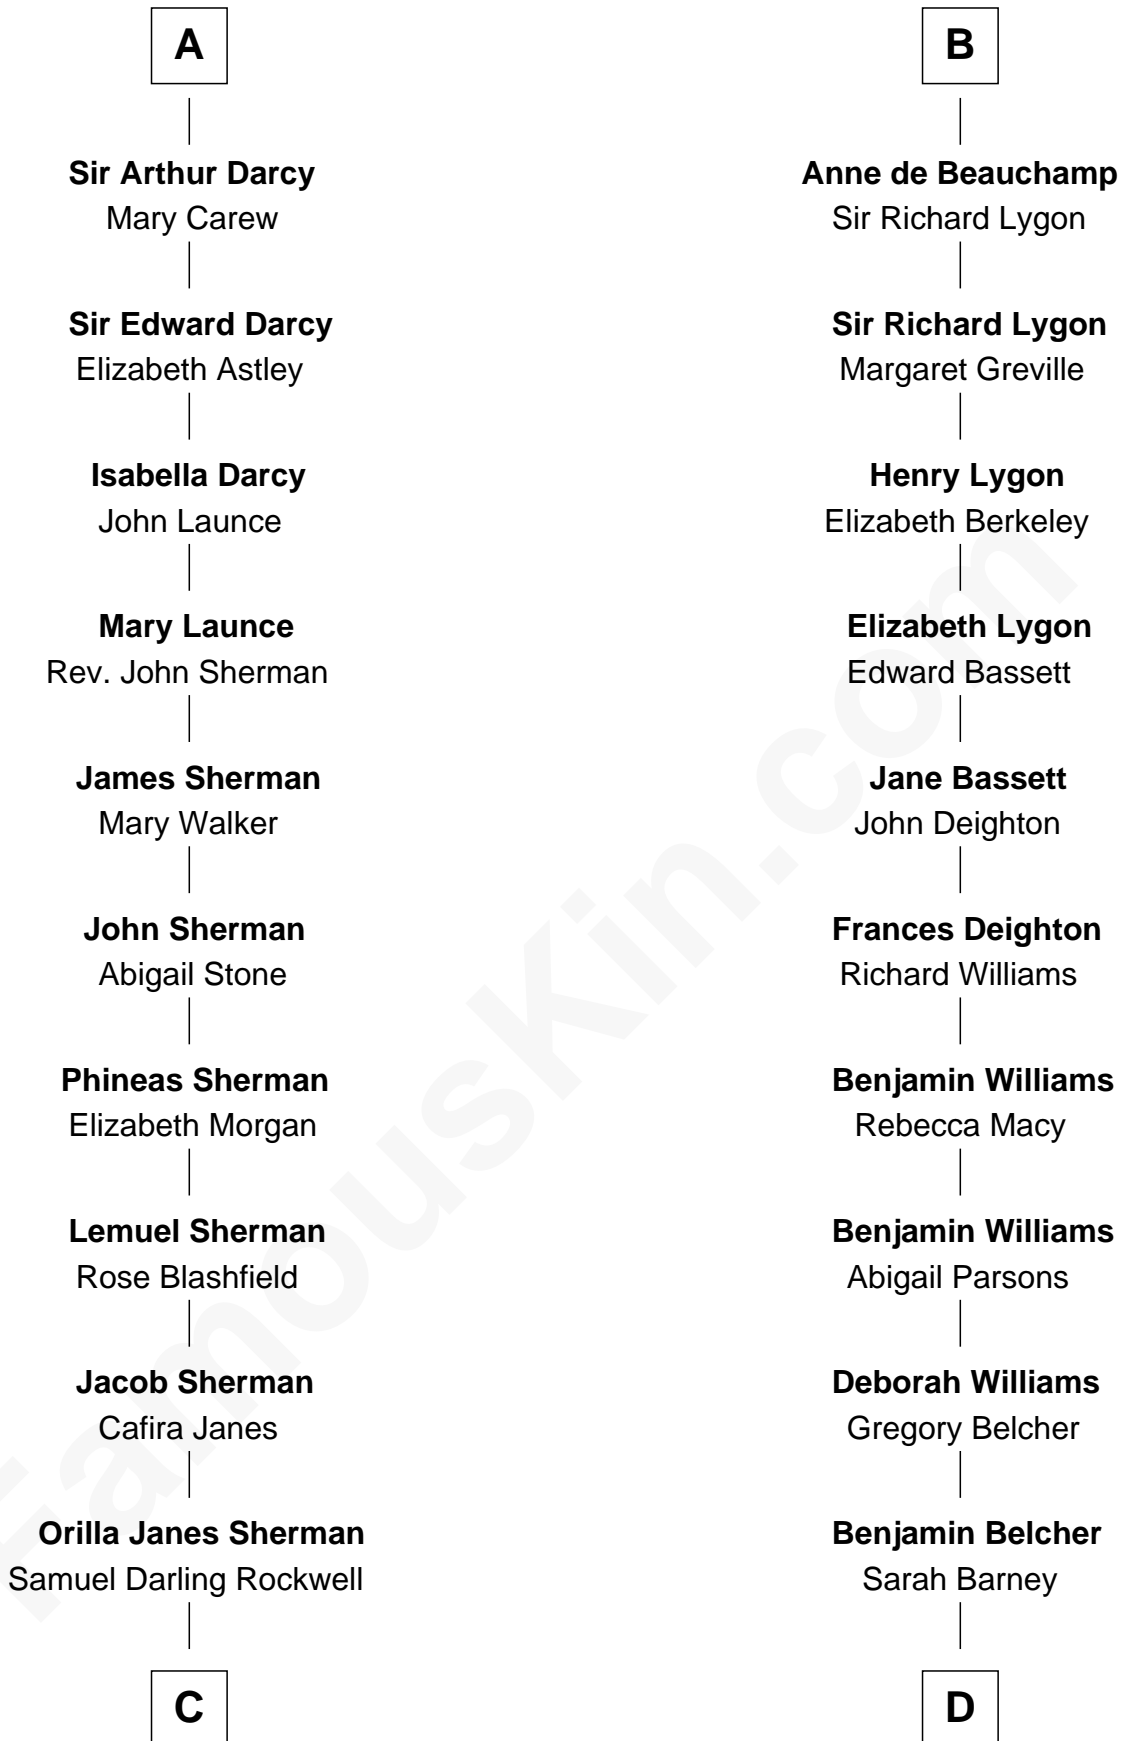 A
Sir Arthur Darcy
Mary Carew
Sir Edward Darcy
Elizabeth Astley
Isabella Darcy
John Launce
Mary Launce
Rev. John Sherman
James Sherman
Mary Walker
John Sherman
Abigail Stone
Phineas Sherman
Elizabeth Morgan
Lemuel Sherman
Rose Blashfield
Jacob Sherman
Cafira Janes
Orilla Janes Sherman
Samuel Darling Rockwell
C
B
Anne de Beauchamp
Sir Richard Lygon
Sir Richard Lygon
Margaret Greville
Henry Lygon
Elizabeth Berkeley
Elizabeth Lygon
Edward Bassett
Jane Bassett
John Deighton
Frances Deighton
Richard Williams
Benjamin Williams
Rebecca Macy
Benjamin Williams
Abigail Parsons
Deborah Williams
Gregory Belcher
Benjamin Belcher
Sarah Barney
D
FamousKin.com